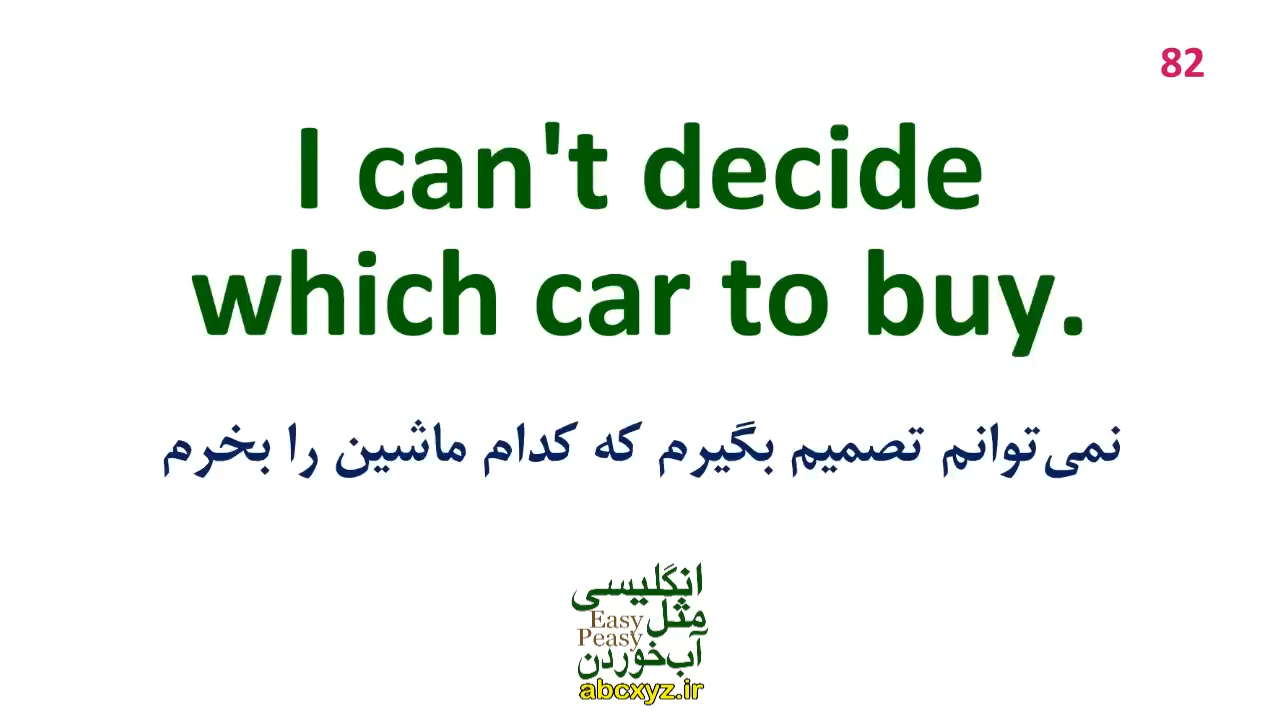 82
I can't decide
which car to buy.
نمی‌توانم تصمیم بگیرم که کدام ماشین را بخرم
انگلیسی
مثل
Easy
Peasy
آب‌خوردن
abcxyz.ir